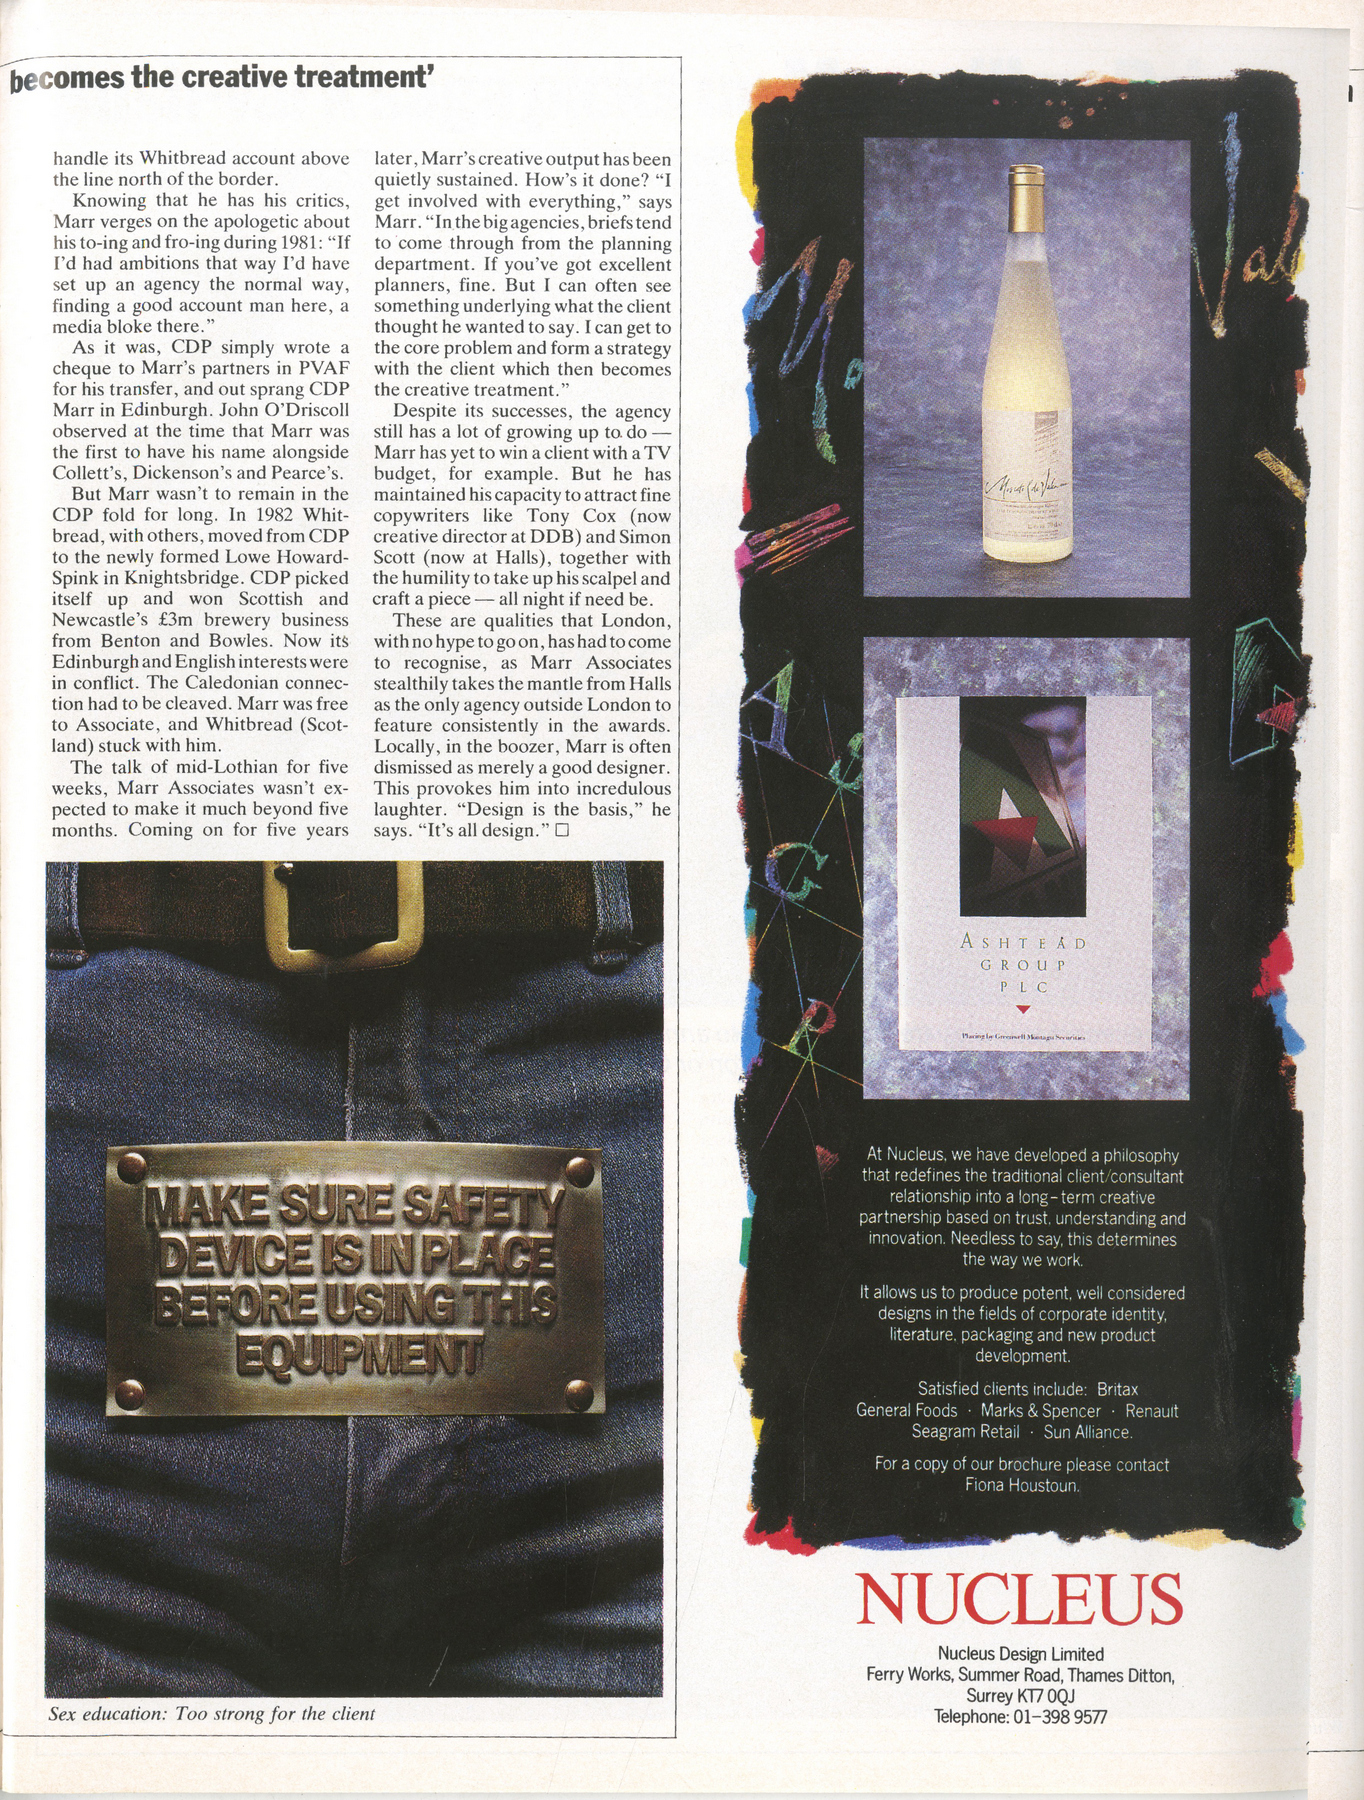 becomes the creative treatment’
handle its Whitbread account above
the line north of the border.
Knowing that he has his critics,
Marr verges on the apologetic about
his to-ing and fro-ing during 1981: “If
I’d had ambitions that way I’d have
set up an agency the normal way,
finding a good account man here, a
media bloke there.”
As it was, CDP simply wrote a
cheque to Marr’s partners in PVAF
for his transfer, and out sprang CDP
Marr in Edinburgh. John O’Driscoll
observed at the time that Marr was
the first to have his name alongside
Collett’s, Dickenson’s and Pearce’s.
But Marr wasn’t to remain in the
CDP fold for long. In 1982 Whit-
bread, with others, moved from CDP
to the newly formed Lowe Howard-
Spink in Knightsbridge. CDP picked
itself up and won Scottish and
Newcastle’s £3m brewery business
from Benton and Bowles. Now its
Edinburgh and English interests were
in conflict. The Caledonian connec-
tion had to be cleaved. Marr was free
to Associate, and Whitbread (Scot-
land) stuck with him.
The talk of mid-Lothian for five
weeks, Marr Associates wasn’t ex-
pected to make it much beyond five
months. Coming on for five years
later, Marr’s creative output has been
quietly sustained. How’s it done? “I
get involved with everything,” says
Marr. “In the big agencies, briefs tend
to come through from the planning
department. If you’ve got excellent
planners, fine. But I can often see
something underlying what the client
thought he wanted to say. I can get to
the core problem and form a strategy
with the client which then becomes
the creative treatment.”
Despite its successes, the agency
still has a lot of growing up to do —
Marr has yet to win a client with a TV
budget, for example. But he has
maintained his capacity to attract fine
copywriters like Tony Cox (now
creative director at DDB) and Simon
Scott (now at Halls), together with
the humility to take up his scalpel and
craft a piece — all night if need be.
These are qualities that London,
with no hype to go on, has had to come
to recognise, as Marr Associates
stealthily takes the mantle from Halls
as the only agency outside London to
feature consistently in the awards.
Locally, in the boozer, Marr is often
dismissed as merely a good designer.
This provokes him into incredulous
laughter. “Design is the basis,” he
says. “It’s all design.” □
MAKE SURE SAFETY
DEVICE IS IN PLACE
BEFORE USING THIS
EQUIPMENT
Sex education: Too strong for the client
ASHTEAD
GROUP
PLC
Placing by Greenwell Montagu Securities
A
S
G
P
At Nucleus, we have developed a philosophy
that redefines the traditional client/consultant
relationship into a long-term creative
partnership based on trust, understanding and
innovation. Needless to say, this determines
the way we work.
It allows us to produce potent, well considered
designs in the fields of corporate identity,
literature, packaging and new product
development.
Satisfied clients include: Britax
General Foods · Marks & Spencer · Renault
Seagram Retail · Sun Alliance.
For a copy of our brochure please contact
Fiona Houstoun.
NUCLEUS
Nucleus Design Limited
Ferry Works, Summer Road, Thames Ditton,
Surrey KT7 0QJ
Telephone: 01-398 9577